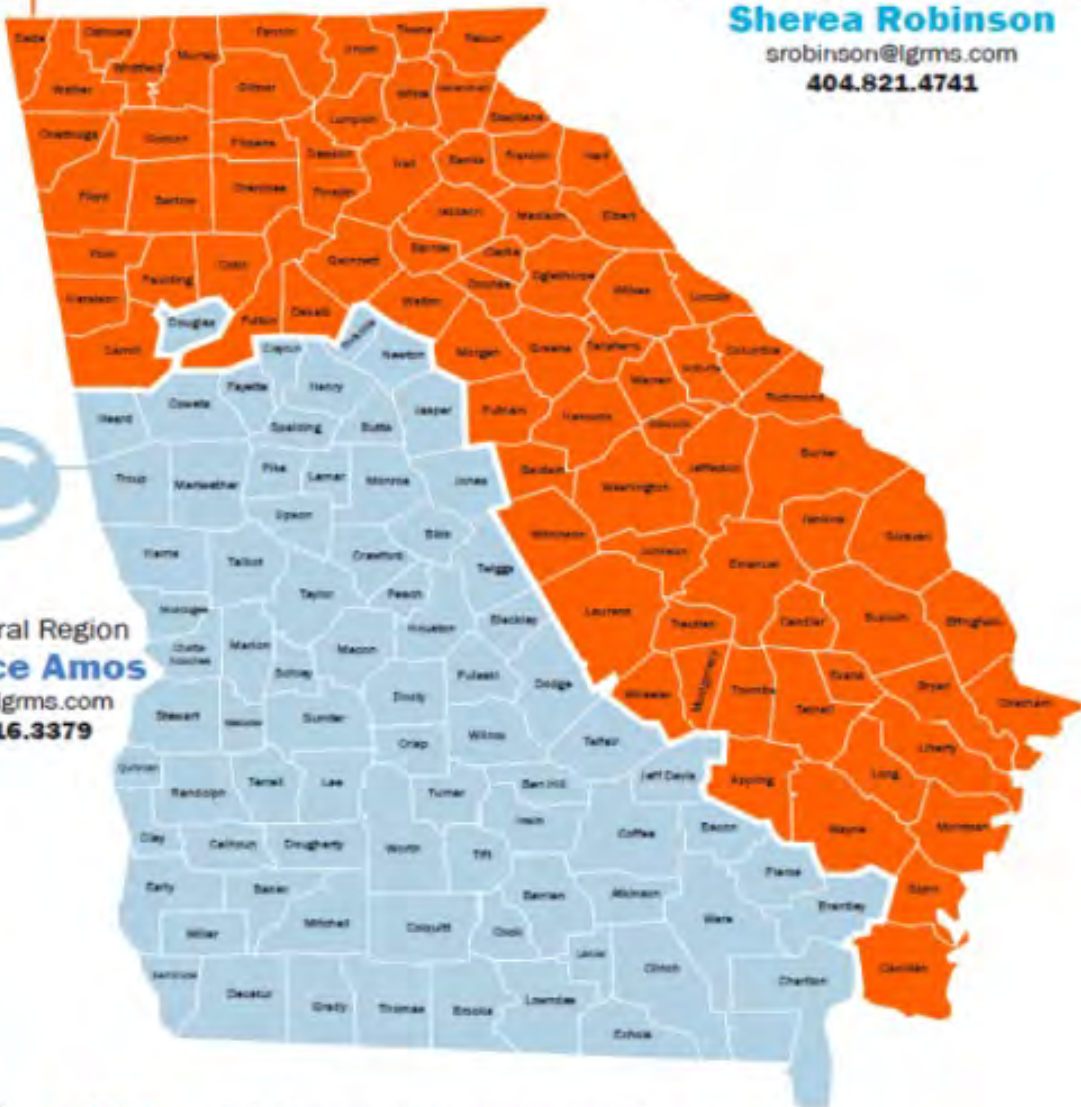 Sherea Robinson
srobinson@lgrms.com
404.821.4741
Dade
Catoosa
Fannin
Union
Towns
Rabun
Whitfield
Murray
Walker
Gilmer
White
Habersham
Lumpkin
Stephens
Chattooga
Gordon
Pickens
Dawson
Hall
Banks
Franklin
Hart
Floyd
Bartow
Cherokee
Forsyth
Jackson
Madison
Elbert
Polk
Paulding
Cobb
Gwinnett
Barrow
Clarke
Oconee
Oglethorpe
Wilkes
Lincoln
Haralson
Douglas
Fulton
Dekalb
Walton
Carroll
Clayton
Rockdale
Newton
Morgan
Greene
Taliaferro
Columbia
McDuffie
Warren
Richmond
Heard
Coweta
Fayette
Henry
Spalding
Butts
Jasper
Putnam
Hancock
Glascock
Troup
Meriwether
Pike
Lamar
Monroe
Jones
Baldwin
Washington
Jefferson
Burke
Upson
Bibb
Wilkinson
Jenkins
Screven
Harris
Talbot
Crawford
Twiggs
Johnson
Emanuel
Taylor
Peach
Muscogee
Houston
Bleckley
Laurens
Treutlen
Candler
Bulloch
Effingham
ral Region
ce Amos
lgrms.com
16.3379
Chatta-
hoochee
Marion
Macon
Schley
Pulaski
Dodge
Dooly
Wheeler
Montgomery
Toombs
Evans
Tattnall
Bryan
Chatham
Stewart
Webster
Sumter
Crisp
Wilcox
Telfair
Liberty
Quitman
Randolph
Terrell
Lee
Turner
Ben Hill
Jeff Davis
Appling
Long
Irwin
Coffee
Bacon
Wayne
McIntosh
Clay
Calhoun
Dougherty
Worth
Tift
Pierce
Early
Baker
Berrien
Atkinson
Brantley
Glynn
Miller
Mitchell
Colquitt
Cook
Ware
Lanier
Clinch
Charlton
Camden
Seminole
Decatur
Grady
Thomas
Brooks
Lowndes
Echols